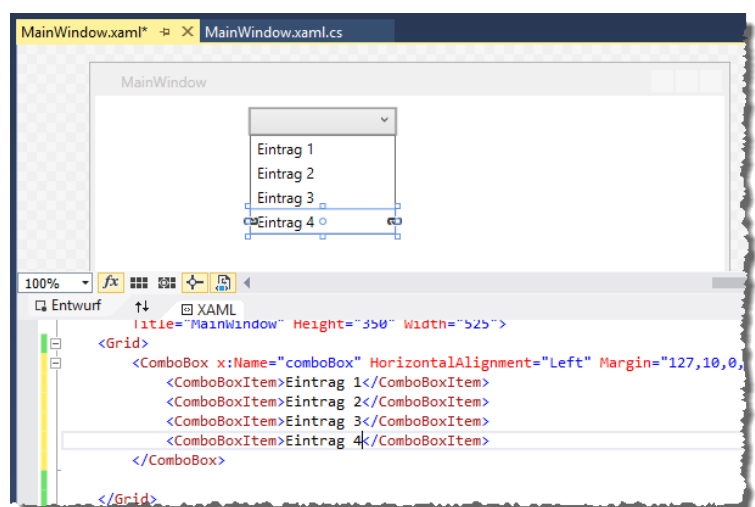 MainWindow.xaml* MainWindow.xaml.cs
MainWindow
Eintrag 1
Eintrag 2
Eintrag 3
Eintrag 4
100% fx
Entwurf XAML
Title="MainWindow" Height="350" Width="525">
<Grid>
<ComboBox x:Name="comboBox" HorizontalAlignment="Left" Margin="127,10,0,
<ComboBoxItem>Eintrag 1</ComboBoxItem>
<ComboBoxItem>Eintrag 2</ComboBoxItem>
<ComboBoxItem>Eintrag 3</ComboBoxItem>
<ComboBoxItem>Eintrag 4</ComboBoxItem>
</ComboBox>
</Grid>